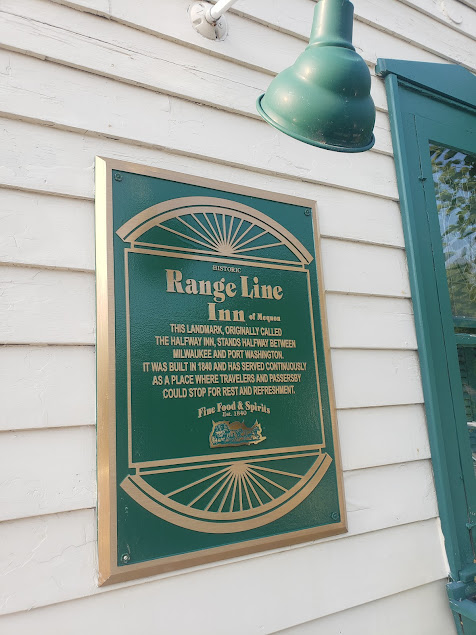 HISTORIC
Range Line
Inn of Mequon
THIS LANDMARK, ORIGINALLY CALLED
THE HALFWAY INN, STANDS HALFWAY BETWEEN
MILWAUKEE AND PORT WASHINGTON.
IT WAS BUILT IN 1840 AND HAS SERVED CONTINUOUSLY
AS A PLACE WHERE TRAVELERS AND PASSERSBY
COULD STOP FOR REST AND REFRESHMENT.
Fine Food & Spirits
Est. 1840